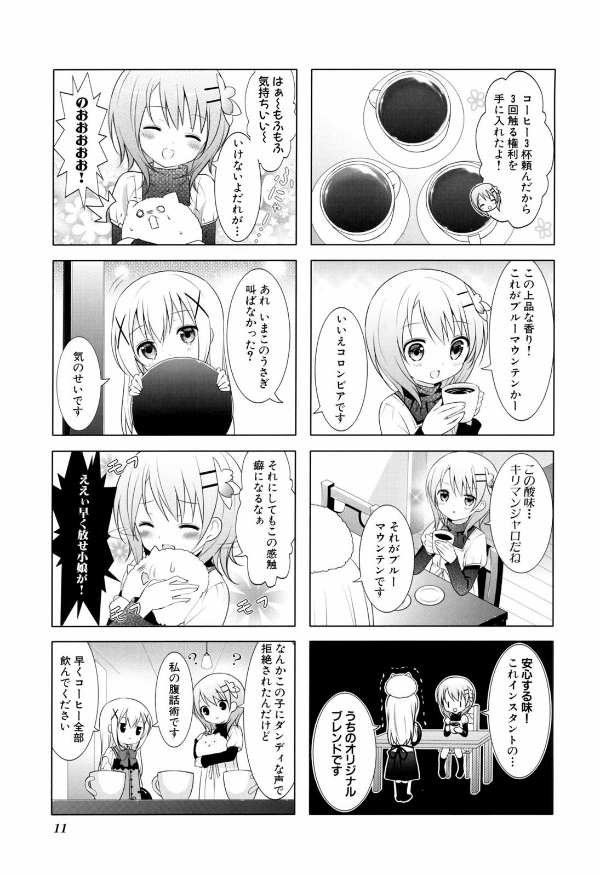 コーヒー3杯頼んだから
3回触る権利を
手に入れたよ!
この上品な香り!
これがブルーマウンテンかー
いいえコロンビアです
この酸味…
キリマンジャロだね
それがブルー
マウンテンです
安心する味!
これインスタントの…
うちのオリジナル
ブレンドです
はぁ〜もふもふ
気持ちいい〜
いけないよだれが…
のおおおおお!
あれ いまこのうさぎ
叫ばなかった?
気のせいです
それにしてもこの感触
癖になるなぁ
モフ
モフ
モフ
ええい早く放せ小娘が!
なんかこの子にダンディな声で
拒絶されたんだけど
?
?
私の腹話術です
早くコーヒー全部
飲んでください
11